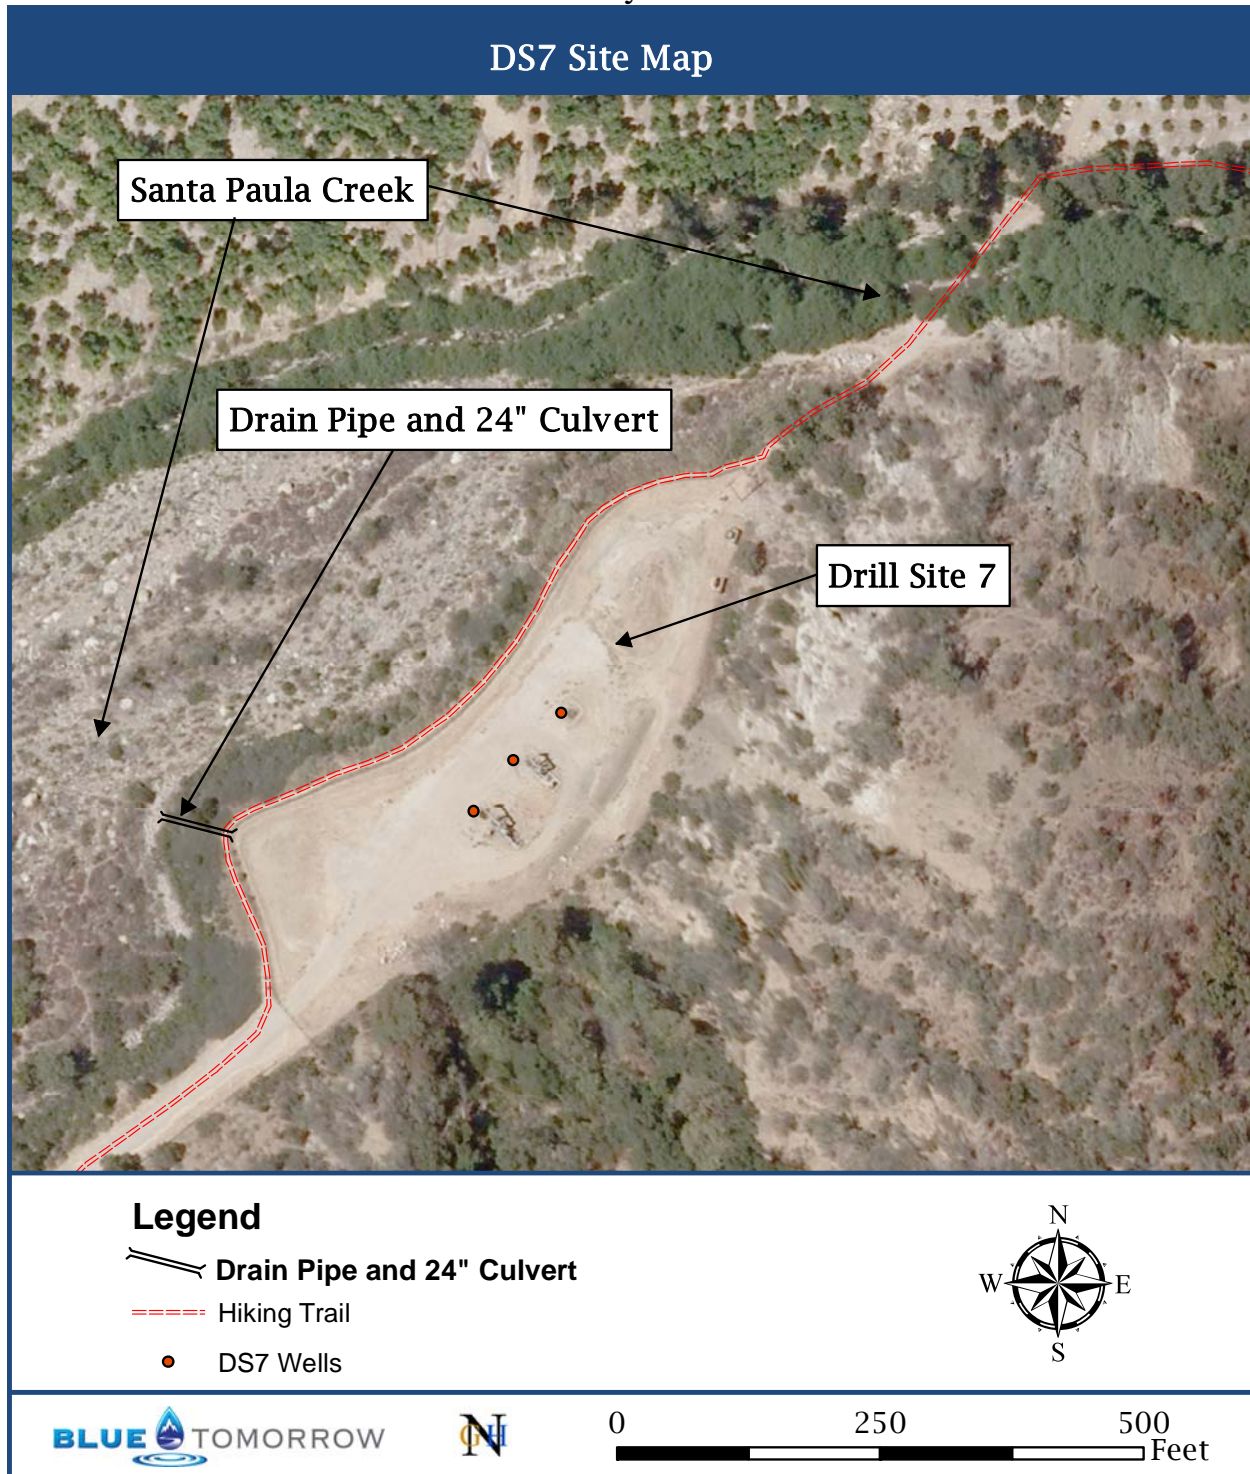 DS7 Site Map
Santa Paula Creek
Drain Pipe and 24" Culvert
Drill Site 7
Legend
Drain Pipe and 24" Culvert
Hiking Trail
DS7 Wells
N
W E
S
BLUE TOMORROW
GNH
0 250 500
Feet